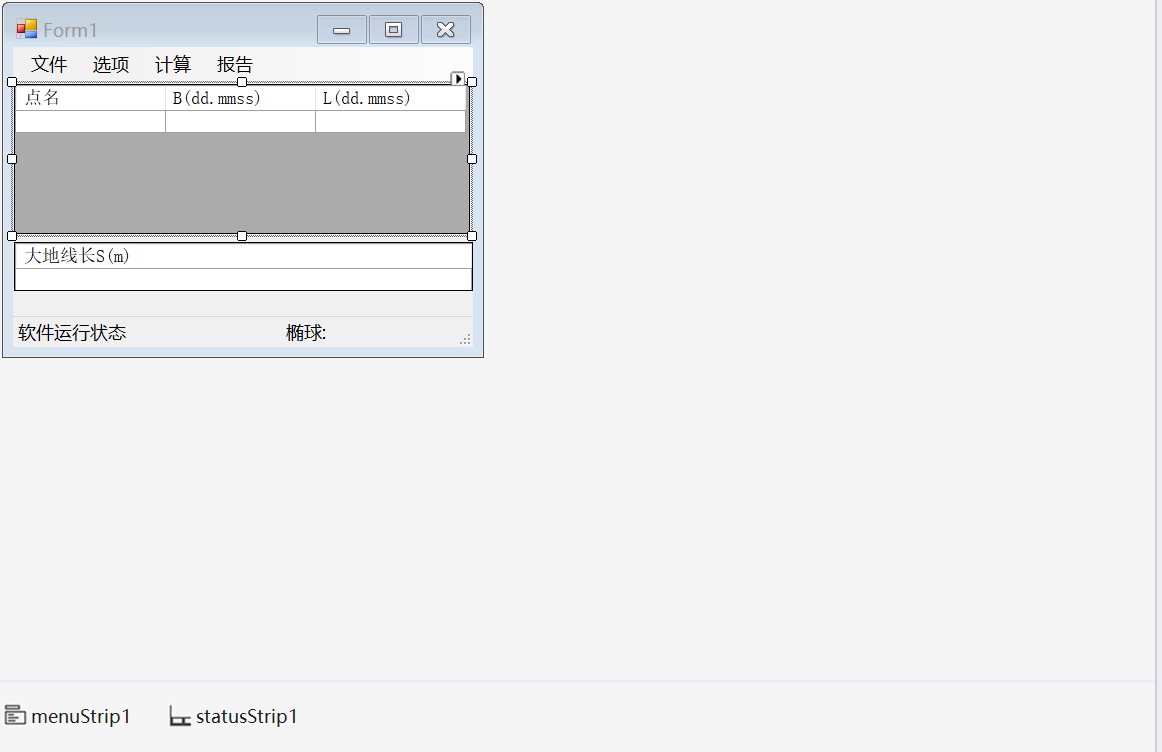 Form1
文件 选项 计算 报告
点名 B(dd.mmss) L(dd.mmss)
大地线长S(m)
软件运行状态 椭球:
menuStrip1 statusStrip1